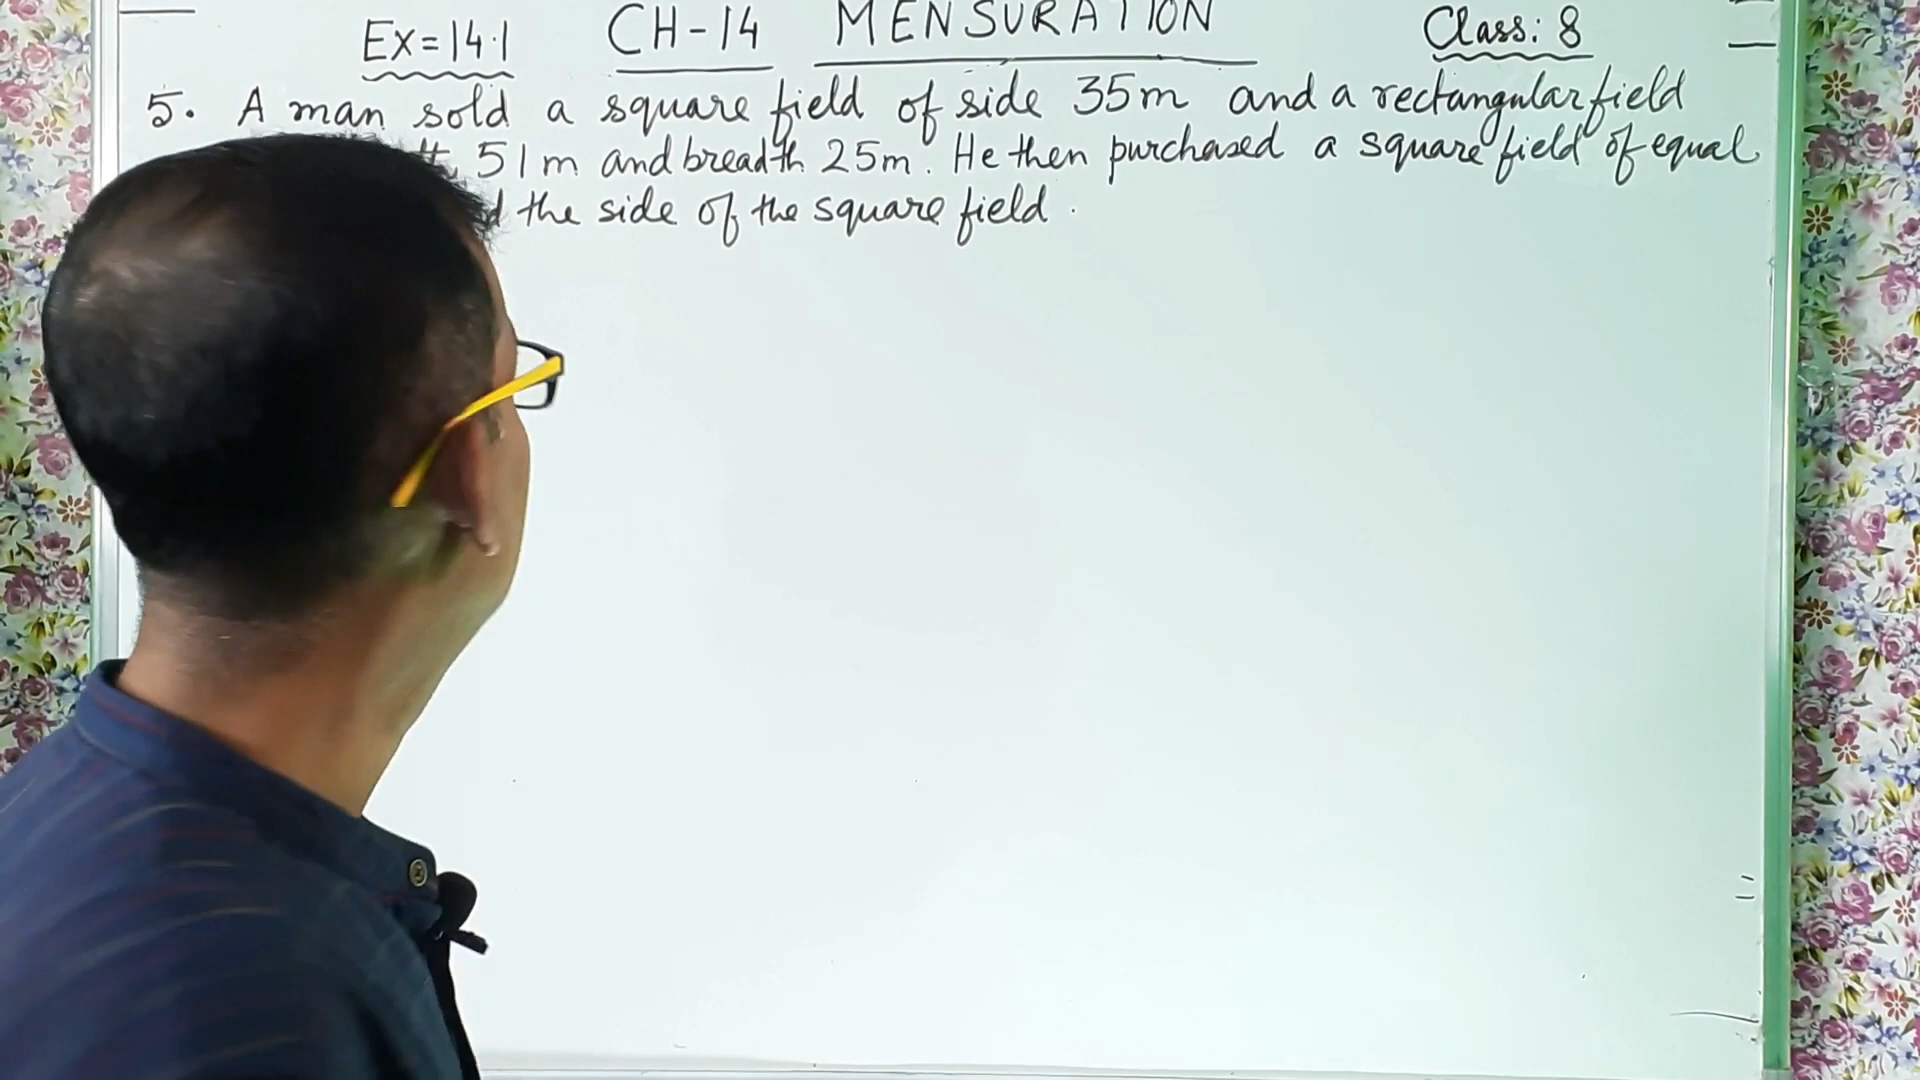 Ex=14.1 CH-14 MENSURATION Class: 8
5. A man sold a square field of side 35m and a rectangular field
51m and breadth 25m. He then purchased a square field of equal
the side of the square field.